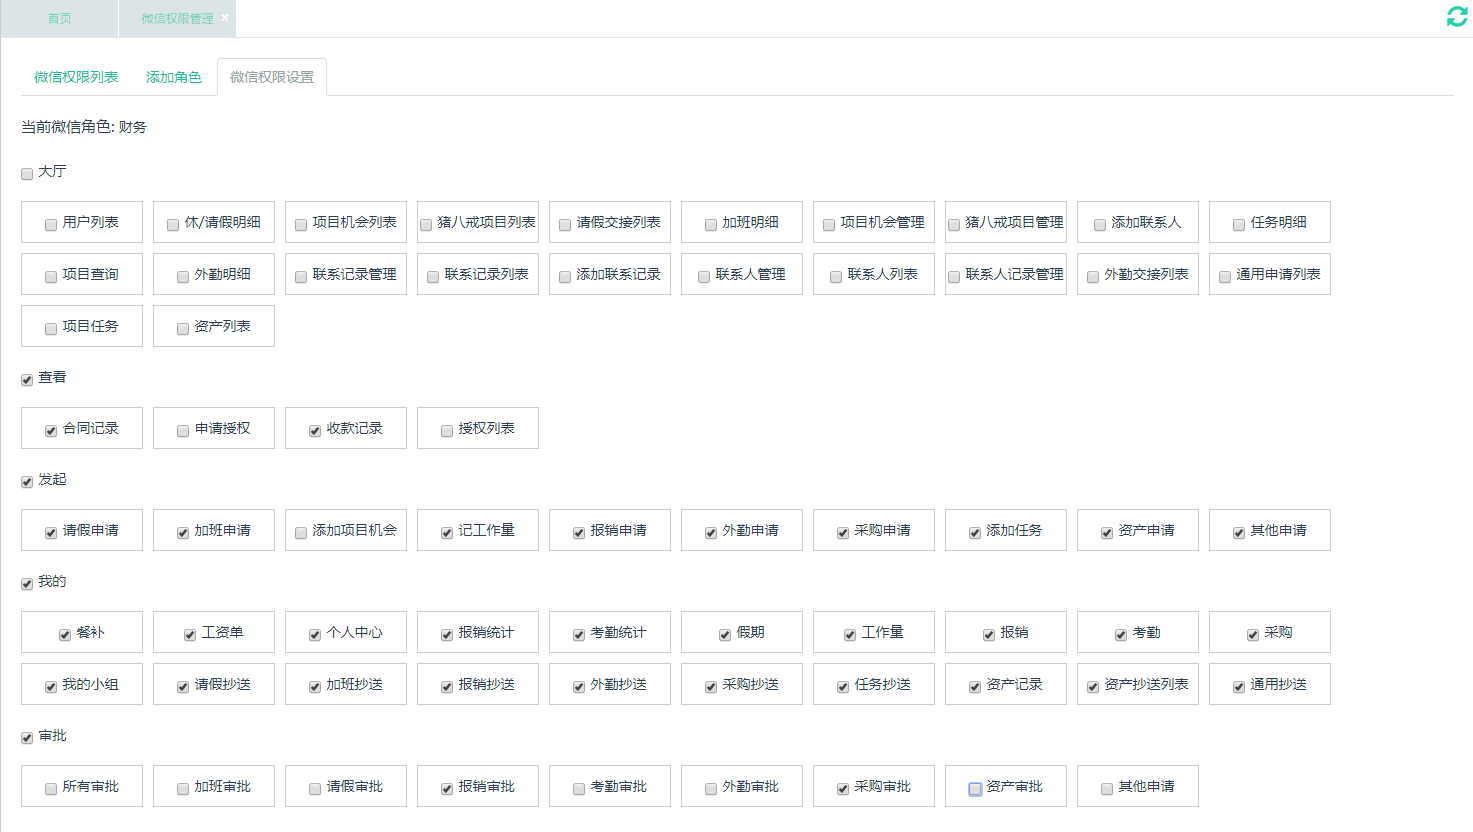 首页 微信权限管理 ×
微信权限列表 添加角色 微信权限设置
当前微信角色: 财务
大厅
用户列表 休/请假明细 项目机会列表 猪八戒项目列表 请假交接列表 加班明细 项目机会管理 猪八戒项目管理 添加联系人 任务明细
项目查询 外勤明细 联系记录管理 联系记录列表 添加联系记录 联系人管理 联系人列表 联系人记录管理 外勤交接列表 通用申请列表
项目任务 资产列表
查看
合同记录 申请授权 收款记录 授权列表
发起
请假申请 加班申请 添加项目机会 记工作量 报销申请 外勤申请 采购申请 添加任务 资产申请 其他申请
我的
餐补 工资单 个人中心 报销统计 考勤统计 假期 工作量 报销 考勤 采购
我的小组 请假抄送 加班抄送 报销抄送 外勤抄送 采购抄送 任务抄送 资产记录 资产抄送列表 通用抄送
审批
所有审批 加班审批 请假审批 报销审批 考勤审批 外勤审批 采购审批 资产审批 其他申请